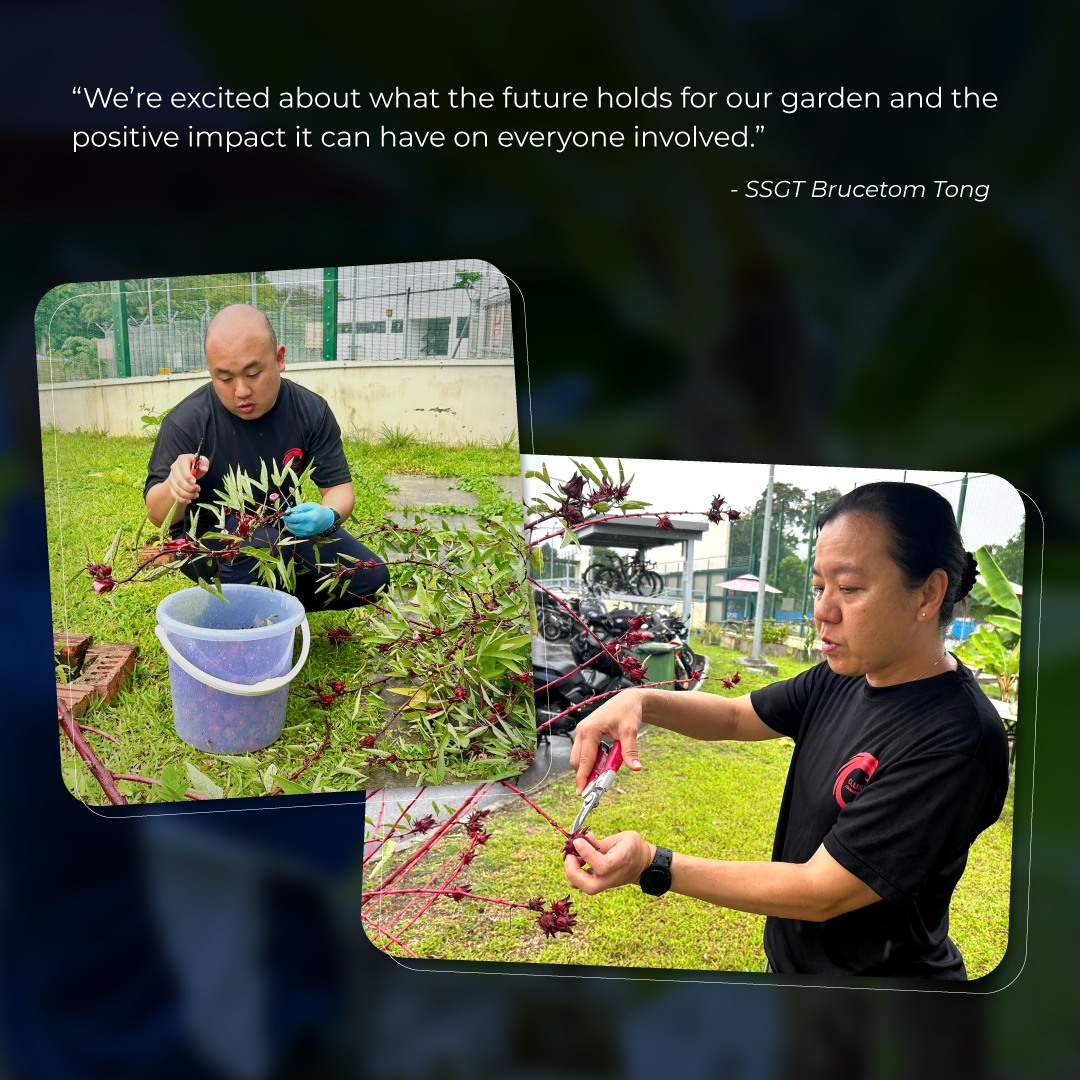 “We’re excited about what the future holds for our garden and the
positive impact it can have on everyone involved.”
- SSGT Brucetom Tong